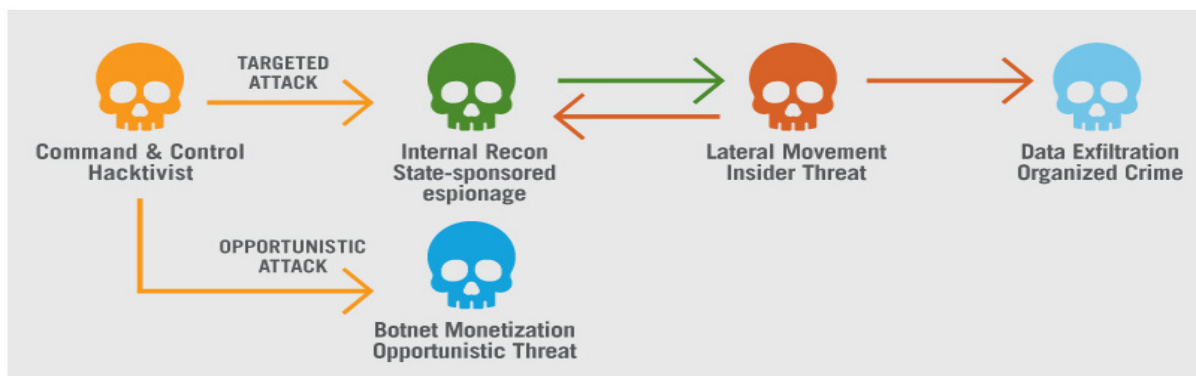 TARGETED
ATTACK
Command & Control
Hacktivist
Internal Recon
State-sponsored
espionage
Lateral Movement
Insider Threat
Data Exfiltration
Organized Crime
OPPORTUNISTIC
ATTACK
Botnet Monetization
Opportunistic Threat